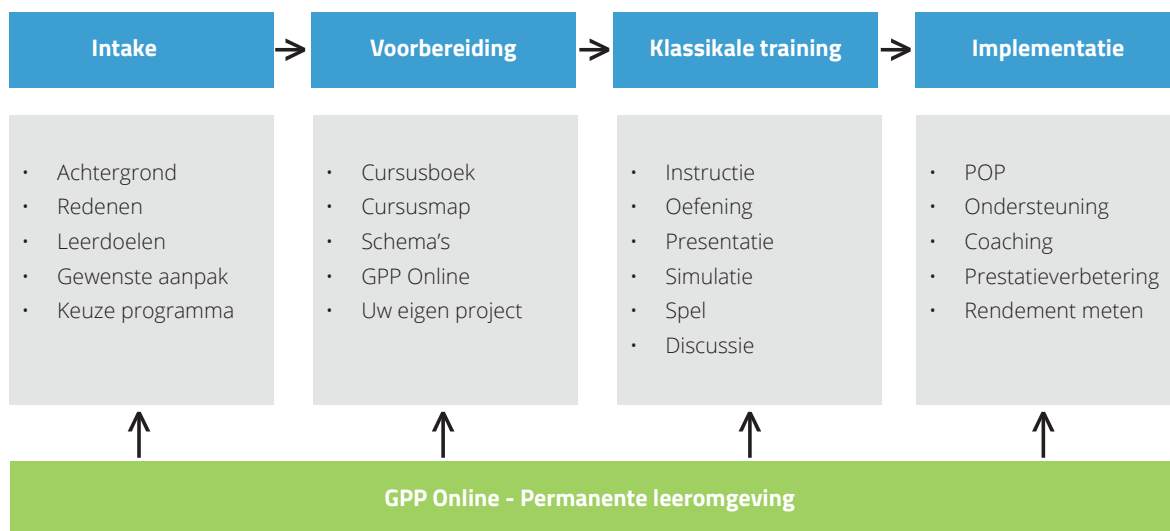 Intake
Voorbereiding
Klassikale training
Implementatie
• Achtergrond
• Redenen
• Leerdoelen
• Gewenste aanpak
• Keuze programma
• Cursusboek
• Cursusmap
• Schema’s
• GPP Online
• Uw eigen project
• Instructie
• Oefening
• Presentatie
• Simulatie
• Spel
• Discussie
• POP
• Ondersteuning
• Coaching
• Prestatieverbetering
• Rendement meten
GPP Online - Permanente leeromgeving